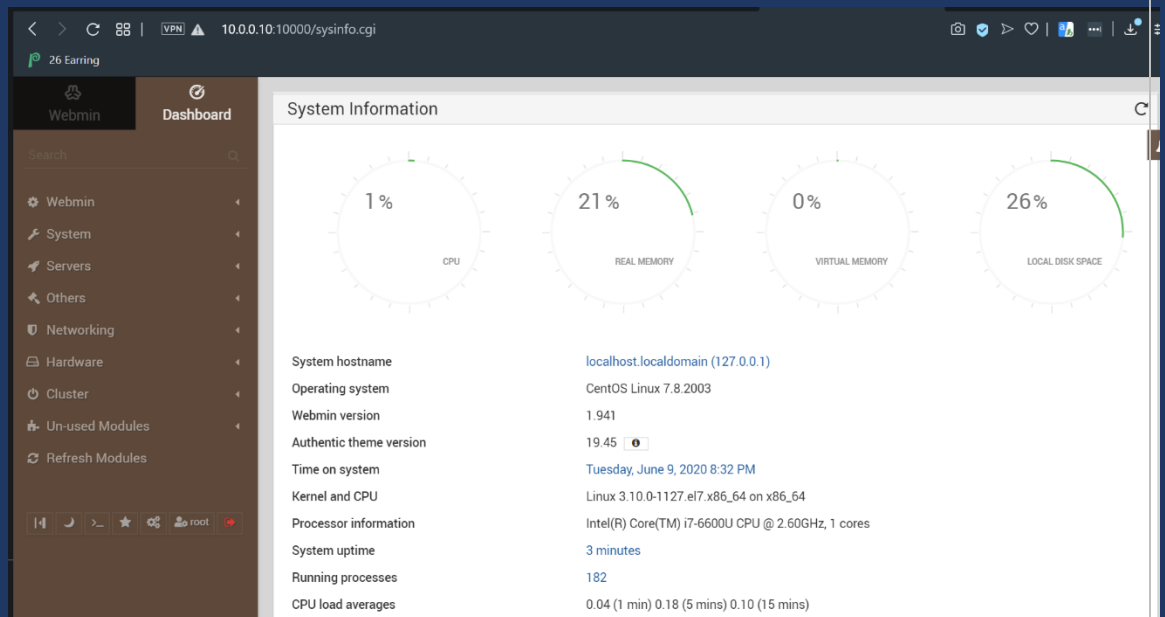 VPN 10.0.0.10:10000/sysinfo.cgi
26 Earring
Webmin
Dashboard
Search
Webmin
System
Servers
Others
Networking
Hardware
Cluster
Un-used Modules
Refresh Modules
root
System Information
1%
CPU
21%
REAL MEMORY
0%
VIRTUAL MEMORY
26%
LOCAL DISK SPACE
System hostname localhost.localdomain (127.0.0.1)
Operating system CentOS Linux 7.8.2003
Webmin version 1.941
Authentic theme version 19.45
Time on system Tuesday, June 9, 2020 8:32 PM
Kernel and CPU Linux 3.10.0-1127.el7.x86_64 on x86_64
Processor information Intel(R) Core(TM) i7-6600U CPU @ 2.60GHz, 1 cores
System uptime 3 minutes
Running processes 182
CPU load averages 0.04 (1 min) 0.18 (5 mins) 0.10 (15 mins)